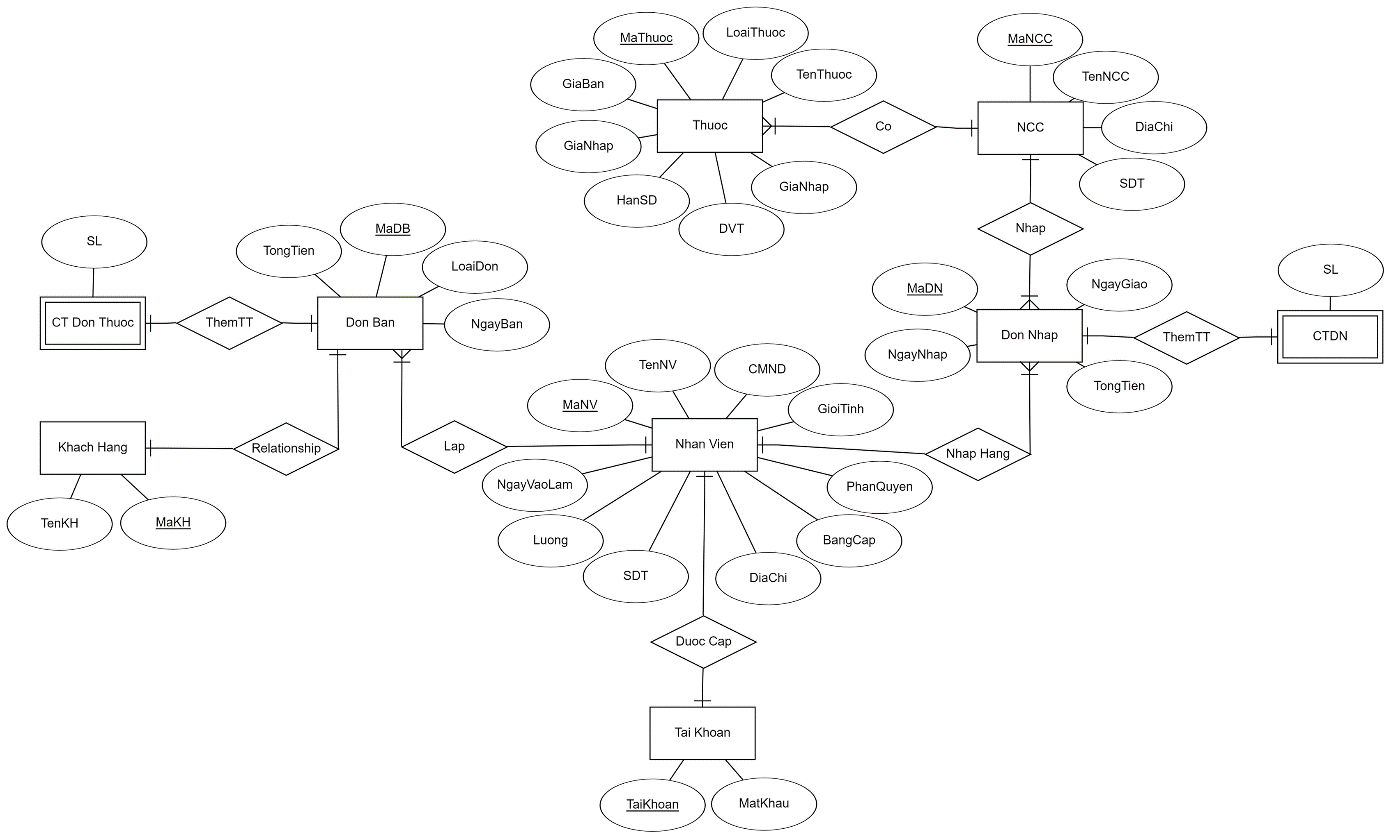 MaThuoc
LoaiThuoc
TenThuoc
GiaBan
GiaNhap
HanSD
DVT
GiaNhap
Thuoc
Co
NCC
MaNCC
TenNCC
DiaChi
SDT
Nhap
SL
CT Don Thuoc
ThemTT
TongTien
MaDB
LoaiDon
NgayBan
Don Ban
MaDN
NgayGiao
NgayNhap
Don Nhap
TongTien
ThemTT
SL
CTDN
Khach Hang
TenKH
MaKH
Relationship
Lap
TenNV
CMND
MaNV
GioiTinh
Nhan Vien
NgayVaoLam
PhanQuyen
Luong
BangCap
SDT
DiaChi
Nhap Hang
Duoc Cap
Tai Khoan
TaiKhoan
MatKhau